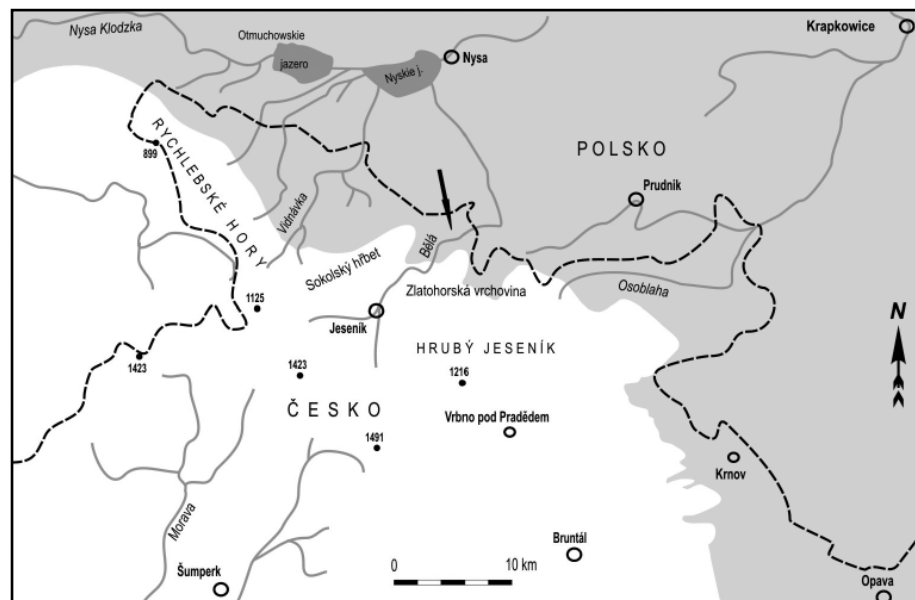 Nysa Klodzka
Otmuchowskie
jazero
Nyskie j.
Nysa
Krapkowice
RYCHLEBSKÉ HORY
899
POLSKO
Prudnik
Vidnávka
Bělá
Sokolský hřbet
Zlatohorská vrchovina
Osoblaha
1125
Jeseník
N
1423
1423
HRUBÝ JESENÍK
1216
ČESKO
Vrbno pod Pradědem
1491
Krnov
Morava
Šumperk
0 10 km
Bruntál
Opava